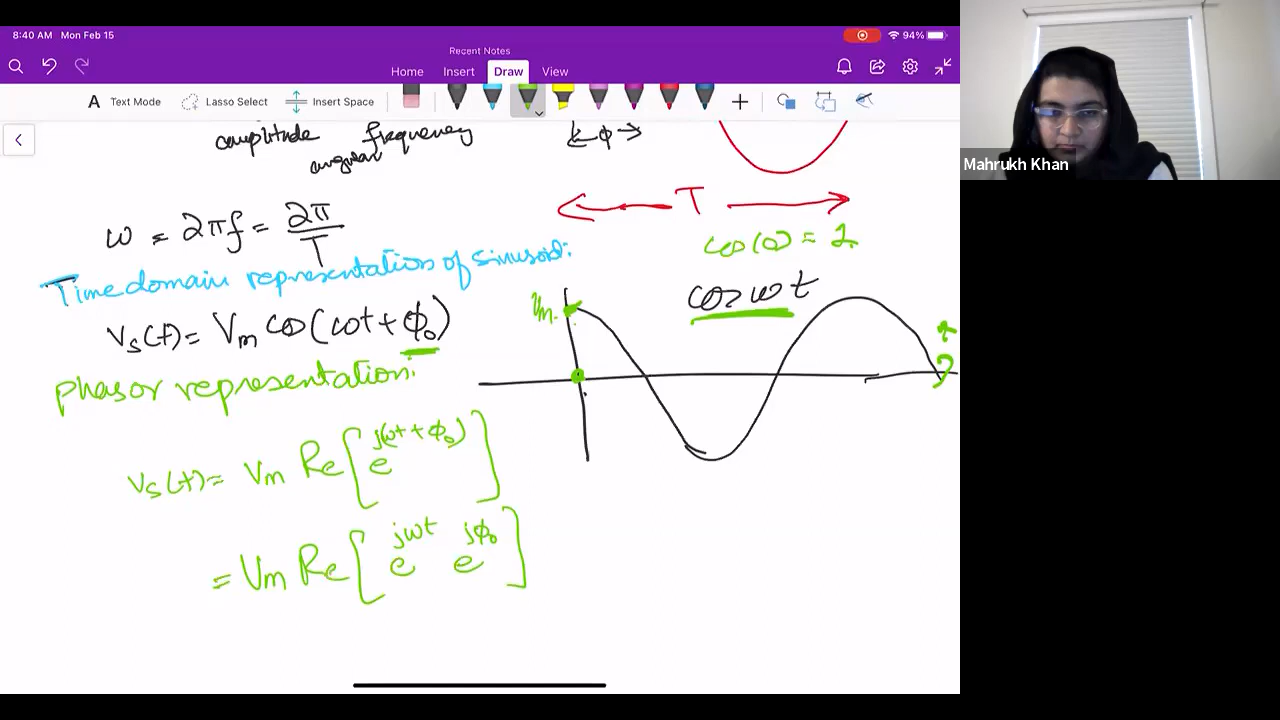 8:40 AM Mon Feb 15
94%
Recent Notes
Home Insert Draw View
Text Mode Lasso Select Insert Space
amplitude frequency
angular
←ϕ→
ω = 2πf = 2π/T
T
cos(0) = 1
Time domain representation of sinusoid:
Vs(t) = Vm cos(ωt + ϕ₀)
Vm
cos ωt
t
phasor representation:
Vs(t) = Vm Re[e^j(ωt+ϕ₀)]
= Vm Re[e^jωt e^jϕ₀]
Mahrukh Khan